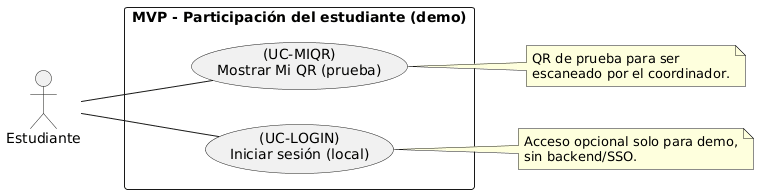 MVP - Participación del estudiante (demo)
(UC-MIQR)
Mostrar Mi QR (prueba)
QR de prueba para ser
escaneado por el coordinador.
Estudiante
(UC-LOGIN)
Iniciar sesión (local)
Acceso opcional solo para demo,
sin backend/SSO.